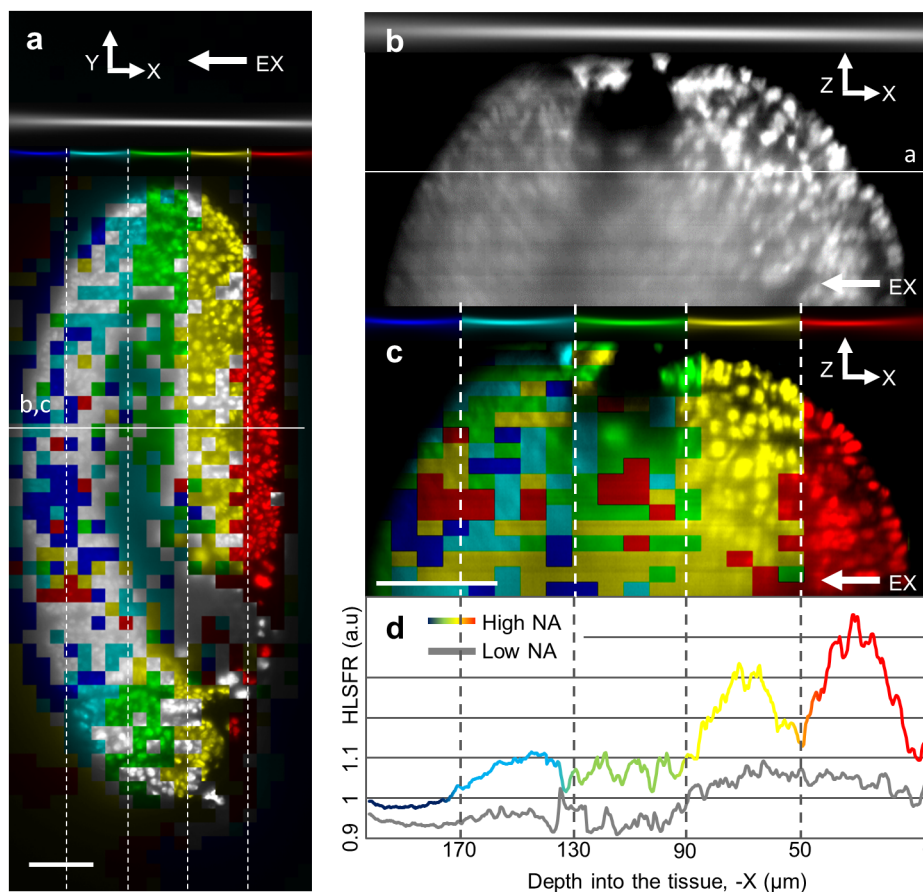 a
Y
X
EX
b,c
b
Z
X
a
EX
c
Z
X
EX
d
High NA
Low NA
HLSFR (a.u)
1.1
1
0.9
170
130
90
50
Depth into the tissue, -X (µm)